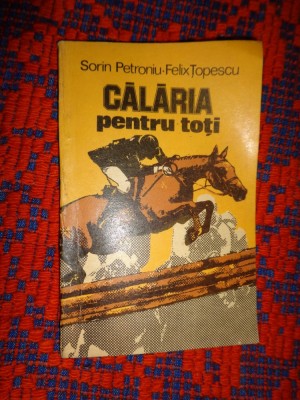 Sorin Petroniu-Felix Țopescu
CĂLĂRIA
pentru toți